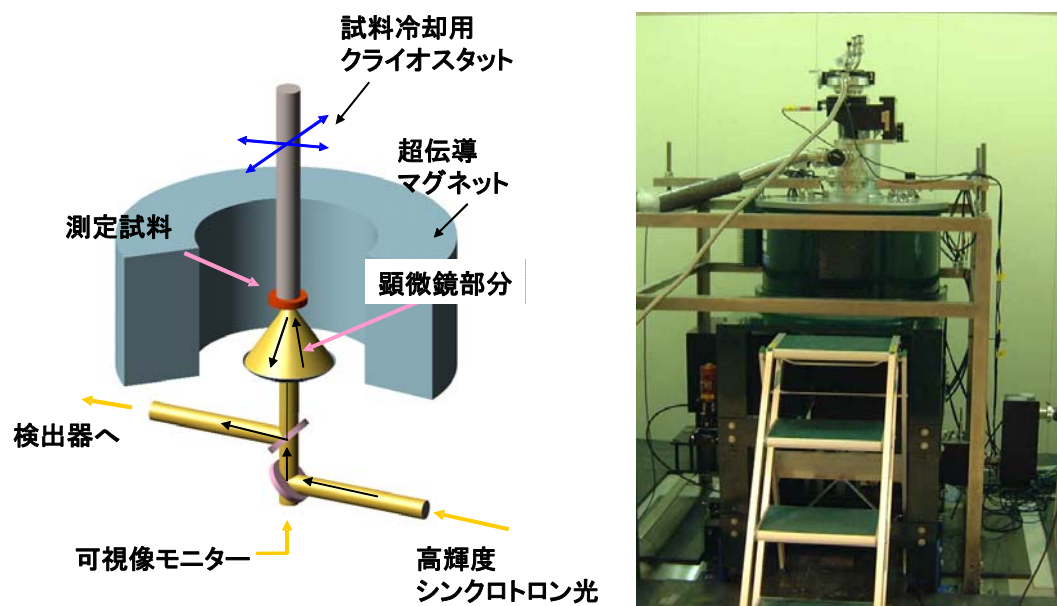 試料冷却用
クライオスタット
超伝導
マグネット
測定試料
顕微鏡部分
検出器へ
可視像モニター
高輝度
シンクロトロン光